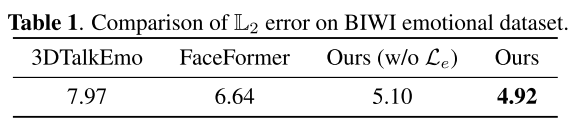 Table 1. Comparison of 𝕃₂ error on BIWI emotional dataset.
3DTalkEmo FaceFormer Ours (w/o ℒₑ) Ours
7.97 6.64 5.10 4.92